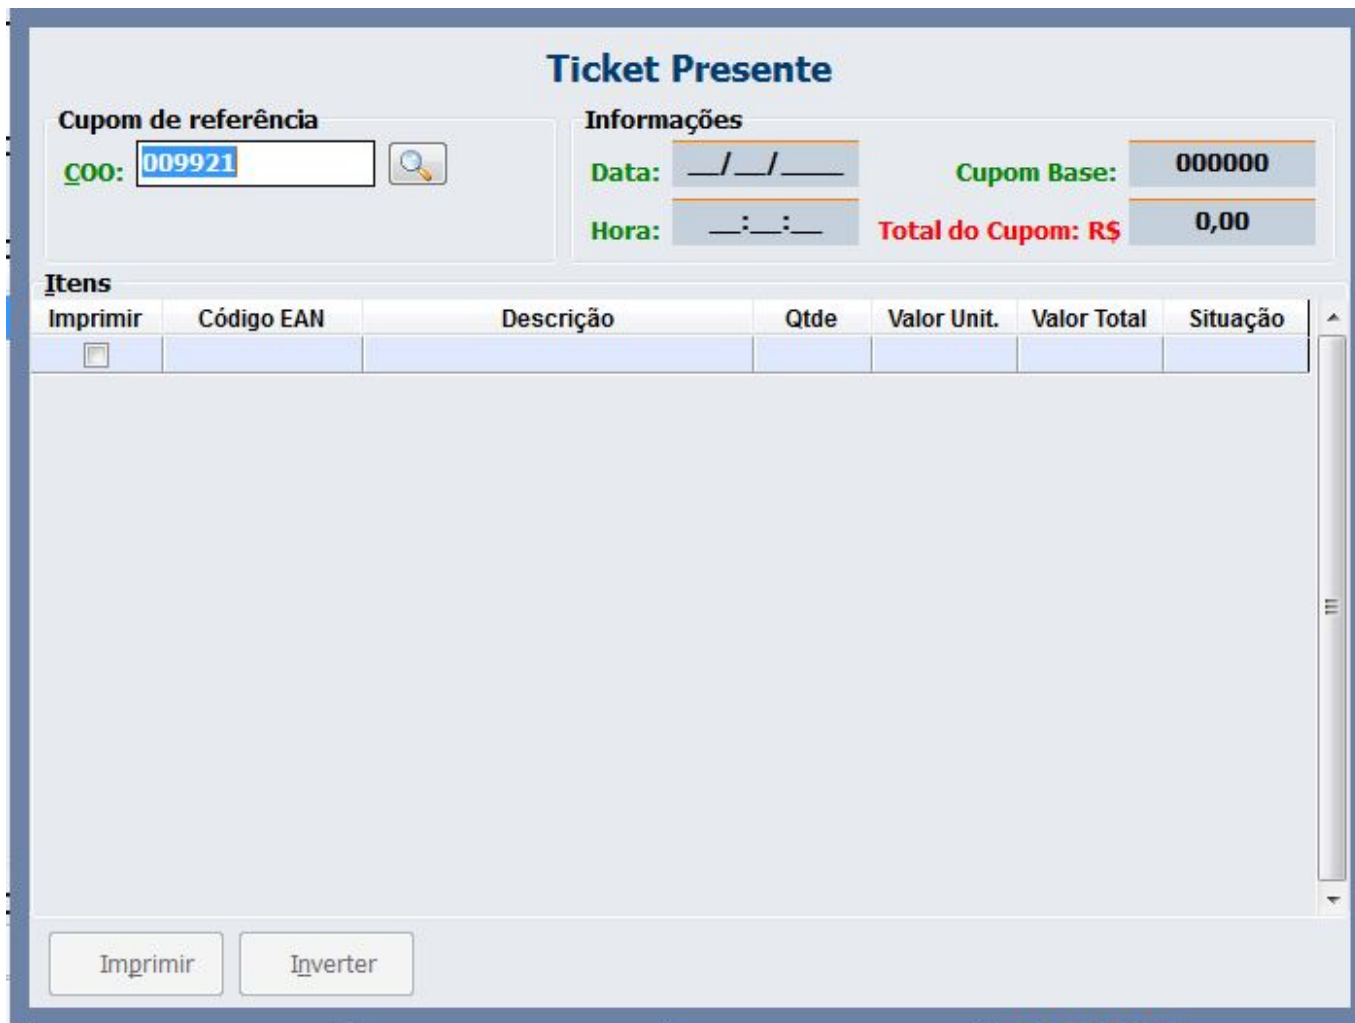 Ticket Presente
Cupom de referência
COO: 009921
Informações
Data: __/__/____ Cupom Base: 000000
Hora: __:__:__ Total do Cupom: R$ 0,00
Itens
Imprimir Código EAN Descrição Qtde Valor Unit. Valor Total Situação
Imprimir Inverter